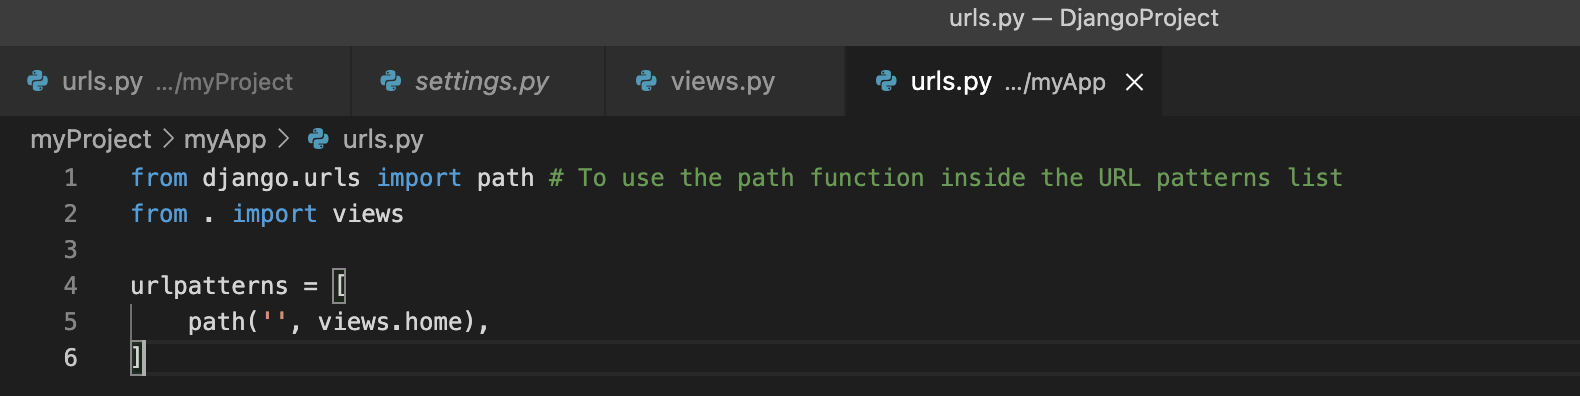 urls.py — DjangoProject
urls.py .../myProject settings.py views.py urls.py .../myApp ×
myProject > myApp > urls.py
1 from django.urls import path # To use the path function inside the URL patterns list
2 from . import views
3
4 urlpatterns = [
5     path('', views.home),
6 ]